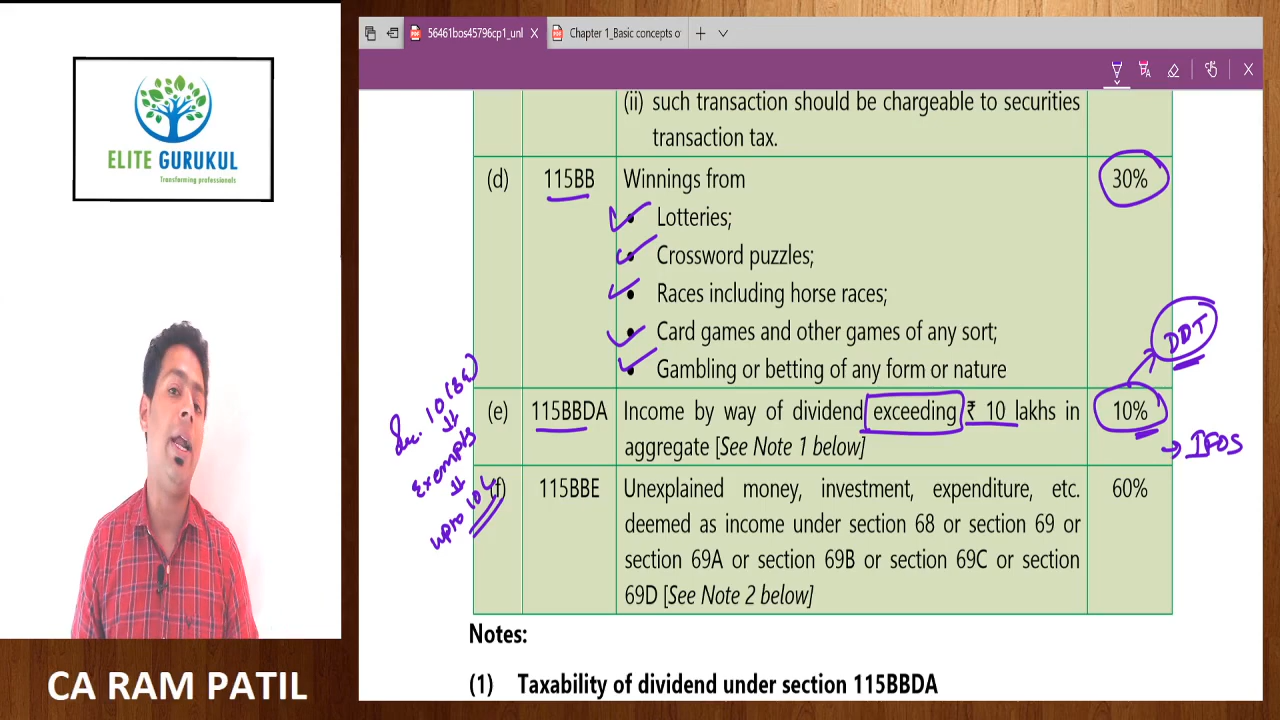 ELITE GURUKUL
Transforming professionals
CA RAM PATIL
56461bos45796cp1_unl
Chapter 1_Basic concepts o
(ii) such transaction should be chargeable to securities
transaction tax.
(d) 115BB Winnings from 30%
• Lotteries;
• Crossword puzzles;
• Races including horse races;
• Card games and other games of any sort;
• Gambling or betting of any form or nature
DDT
(e) 115BBDA Income by way of dividend exceeding ₹ 10 lakhs in 10%
aggregate [See Note 1 below]
→ IFOS
Sec. 10(34)
exempts
upto 10L
(f) 115BBE Unexplained money, investment, expenditure, etc. 60%
deemed as income under section 68 or section 69 or
section 69A or section 69B or section 69C or section
69D [See Note 2 below]
Notes:
(1) Taxability of dividend under section 115BBDA